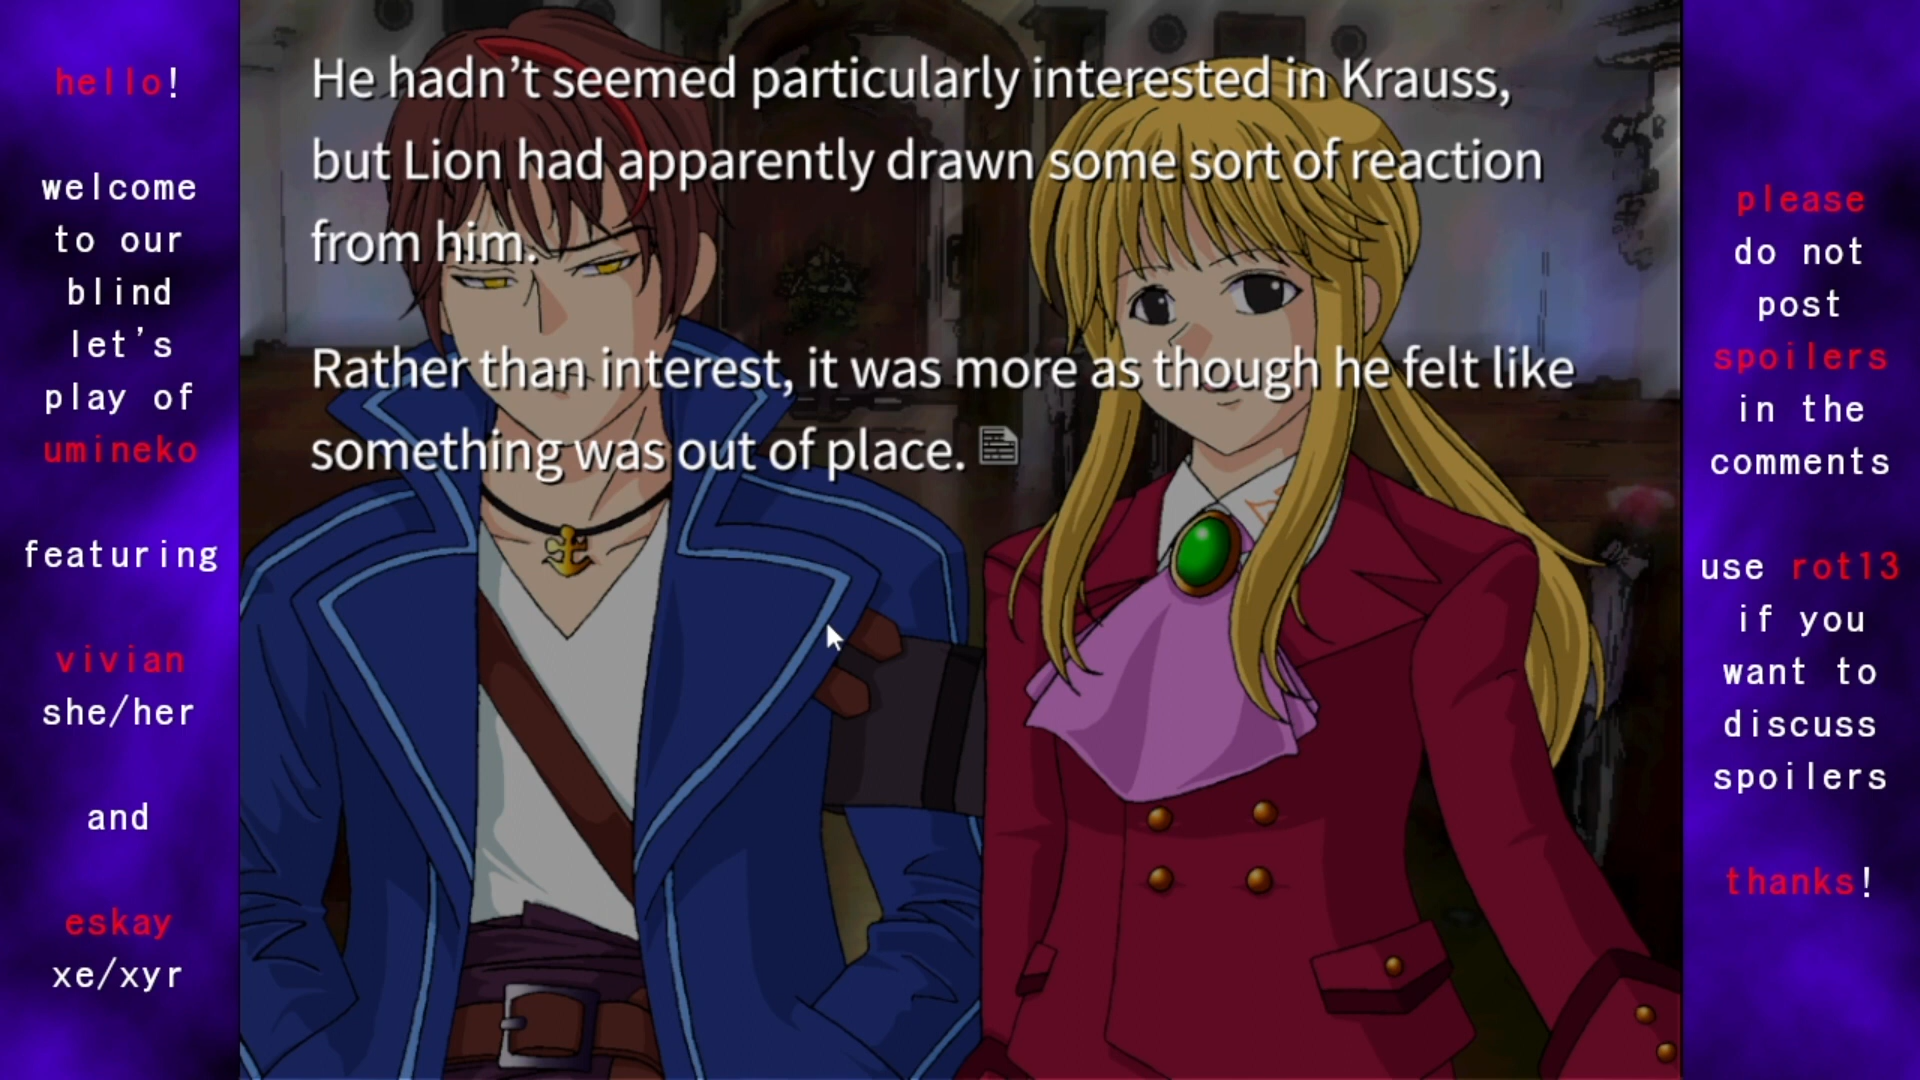 hello!
welcome
to our
blind
let's
play of
umineko
featuring
vivian
she/her
and
eskay
xe/xyr
He hadn't seemed particularly interested in Krauss,
but Lion had apparently drawn some sort of reaction
from him.
Rather than interest, it was more as though he felt like
something was out of place.
please
do not
post
spoilers
in the
comments
use rot13
if you
want to
discuss
spoilers
thanks!